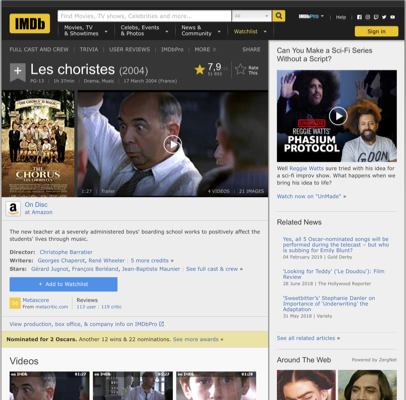 IMDb
Find Movies, TV shows, Celebrities and more...
All
Movies, TV
& Showtimes
Celebs, Events
& Photos
News &
Community
Watchlist
IMDbPro
Help
Sign in
FULL CAST AND CREW | TRIVIA | USER REVIEWS | IMDbPro | MORE
SHARE
Les choristes (2004)
PG-13 | 1h 37min | Drama, Music | 17 March 2004 (France)
7,9
Rate
This
THE CHORUS
LES CHORISTES
1:27 | Trailer
4 VIDEOS | 21 IMAGES
On Disc
at Amazon
The new teacher at a severely administered boys' boarding school works to positively affect the
students' lives through music.
Director: Christophe Barratier
Writers: Georges Chaperot, René Wheeler | 5 more credits »
Stars: Gérard Jugnot, François Berléand, Jean-Baptiste Maunier | See full cast & crew »
+ Add to Watchlist
Metascore
From metacritic.com
Reviews
113 user | 119 critic
View production, box office, & company info on IMDbPro
Nominated for 2 Oscars. Another 12 wins & 22 nominations. See more awards »
Videos
IMDb
01:27
IMDb
01:28
IMDb
Can You Make a Sci-Fi Series
Without a Script?
REGGIE WATTS'
PHASIUM
PROTOCOL
Well Reggie Watts sure tried with his idea for
a sci-fi improv show. What happens when we
bring his idea to life?
Watch now on "UnMade" »
Related News
Yes, all 5 Oscar-nominated songs will be
performed during the telecast – but who
is subbing for Emily Blunt?
04 February 2019 | Gold Derby
'Looking for Teddy' ('Le Doudou'): Film
Review
28 June 2018 | The Hollywood Reporter
'Sweetbitter's' Stephanie Danler on
Importance of 'Underwriting' the
Adaptation
31 May 2018 | Variety
See all related articles »
Around The Web
Powered by ZergNet